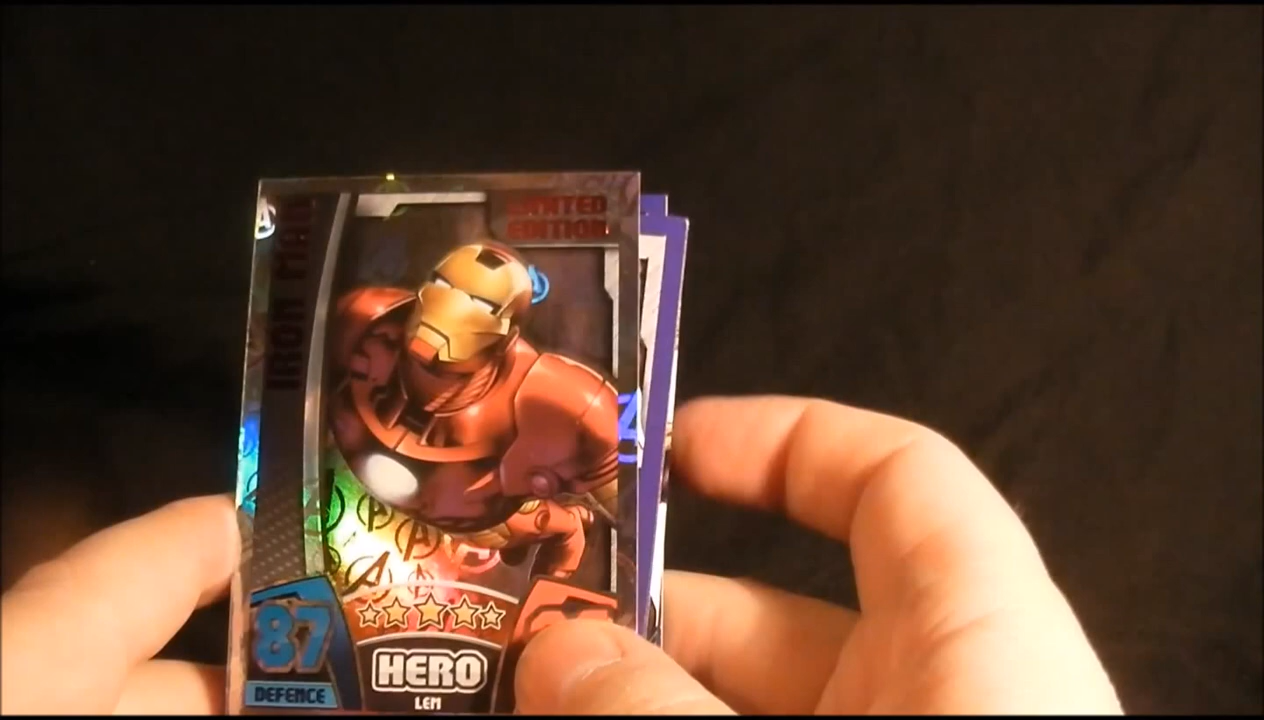 IRON MAN
LIMITED
EDITION
87
DEFENCE
HERO
LEM